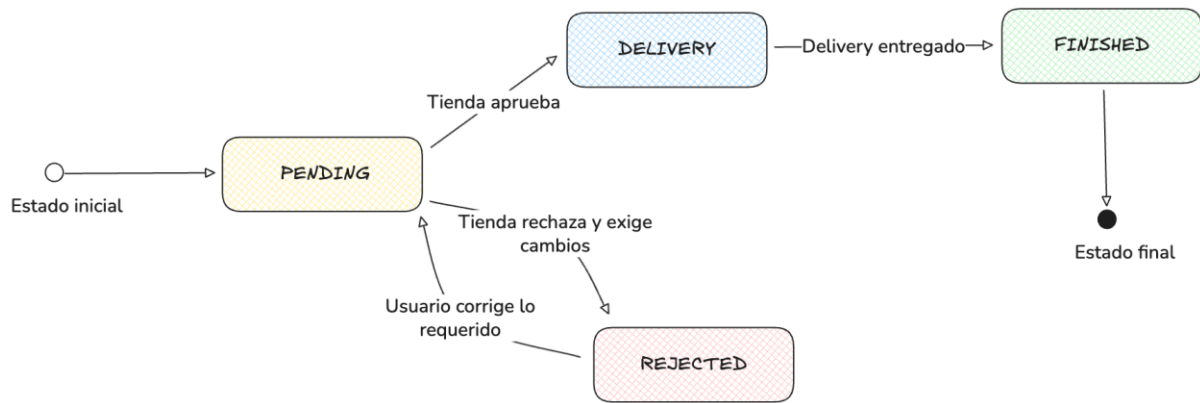 DELIVERY
Delivery entregado
FINISHED
Tienda aprueba
PENDING
Estado inicial
Tienda rechaza y exige
cambios
Estado final
Usuario corrige lo
requerido
REJECTED